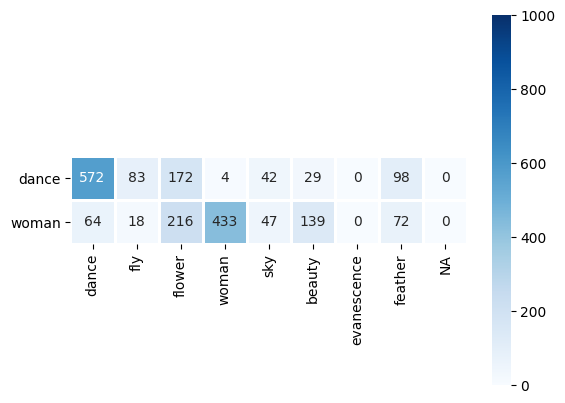 1000
800
600
400
200
0
dance 572 83 172 4 42 29 0 98 0
woman 64 18 216 433 47 139 0 72 0
dance fly flower woman sky beauty evanescence feather NA